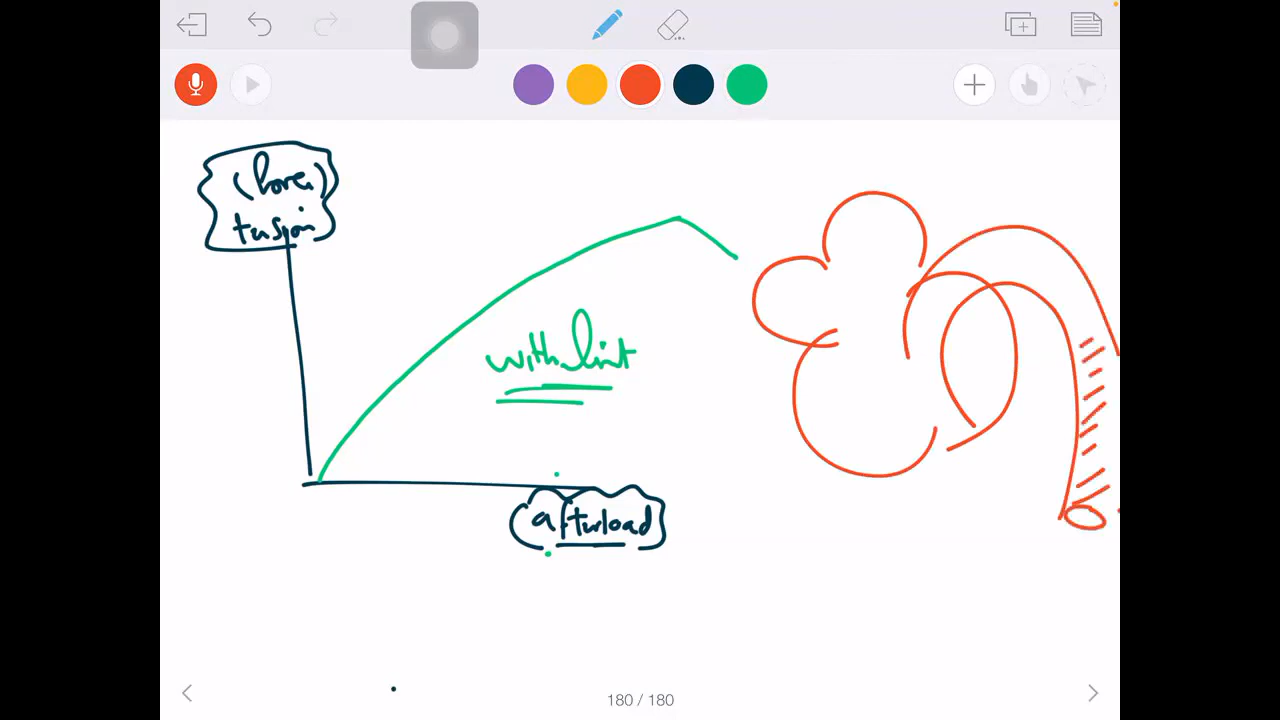 (force)
tension
with limit
(afterload)
180 / 180